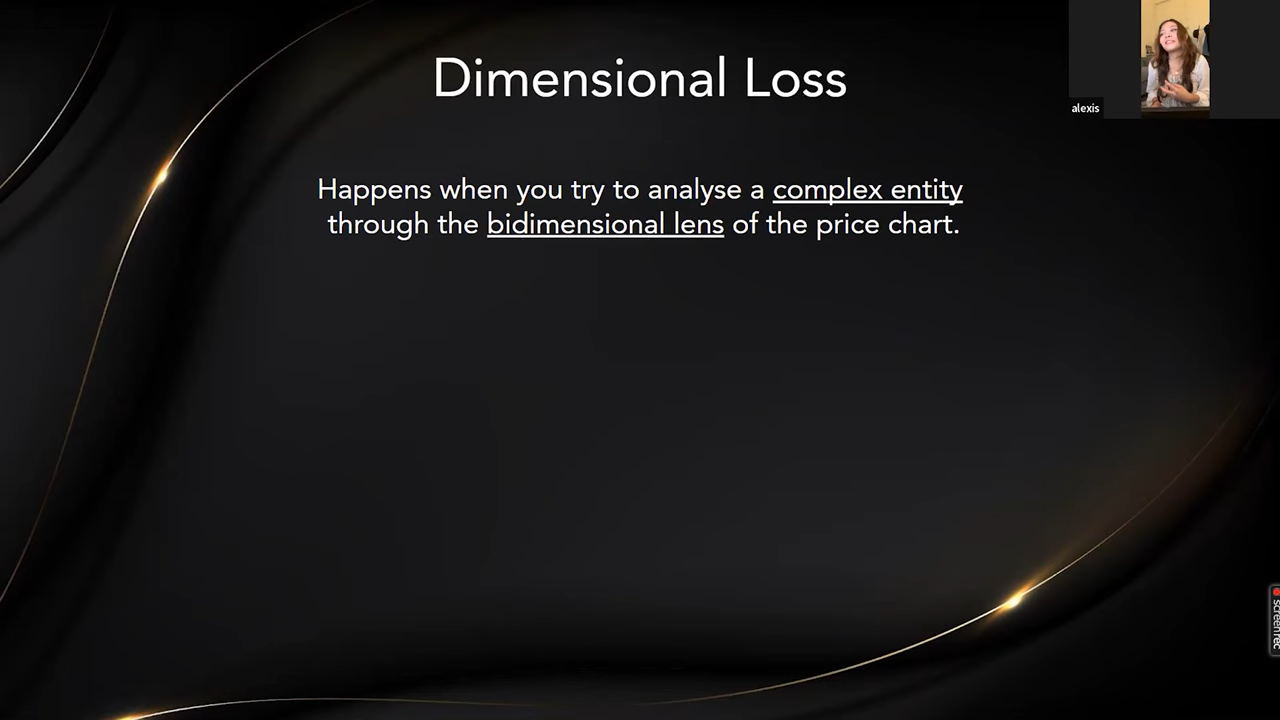 Dimensional Loss
alexis
Happens when you try to analyse a complex entity
through the bidimensional lens of the price chart.
screenrec